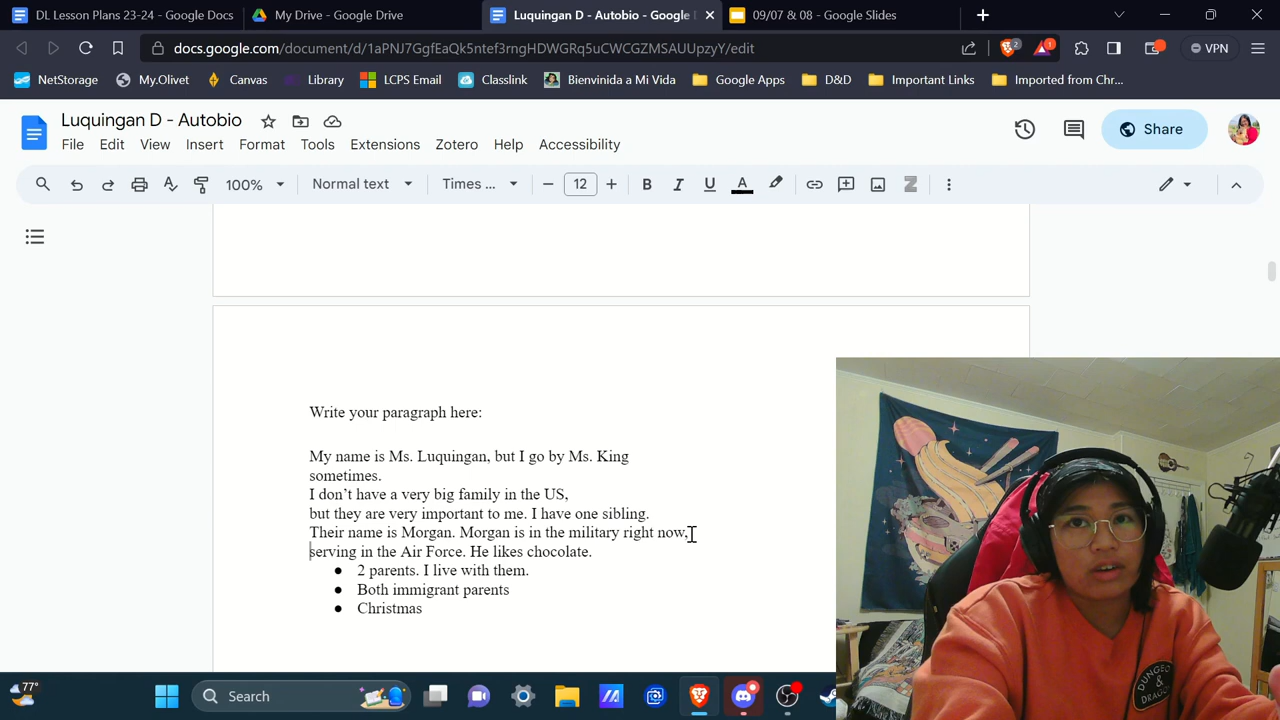 DL Lesson Plans 23-24 - Google Docs
My Drive - Google Drive
Luquingan D - Autobio - Google
09/07 & 08 - Google Slides
docs.google.com/document/d/1aPNJ7GgfEaQk5ntef3rngHDWGRq5uCWCGZMSAUUpzyY/edit
2
1
VPN
NetStorage
My.Olivet
Canvas
Library
LCPS Email
Classlink
Bienvinida a Mi Vida
Google Apps
D&D
Important Links
Imported from Chr...
Luquingan D - Autobio
Share
File Edit View Insert Format Tools Extensions Zotero Help Accessibility
100% Normal text Times ... 12 B I U A Z
Write your paragraph here:
My name is Ms. Luquingan, but I go by Ms. King
sometimes.
I don't have a very big family in the US,
but they are very important to me. I have one sibling.
Their name is Morgan. Morgan is in the military right now,
serving in the Air Force. He likes chocolate.
● 2 parents. I live with them.
● Both immigrant parents
● Christmas
DUNGEO
&
DRAGO
77°
Search